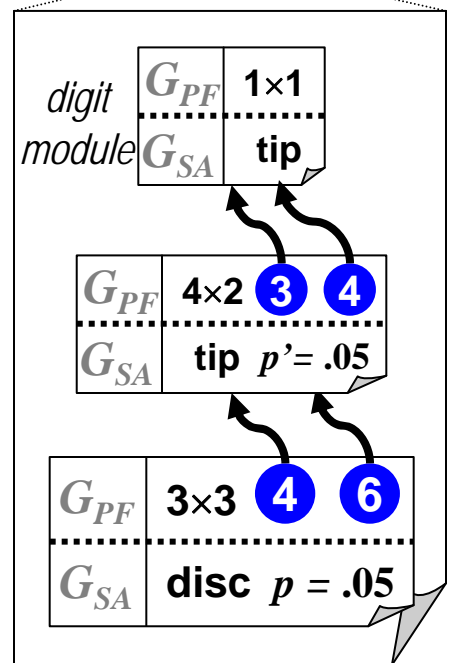 digit
module
G_PF 1×1
G_SA tip
G_PF 4×2 3 4
G_SA tip p'= .05
G_PF 3×3 4 6
G_SA disc p = .05